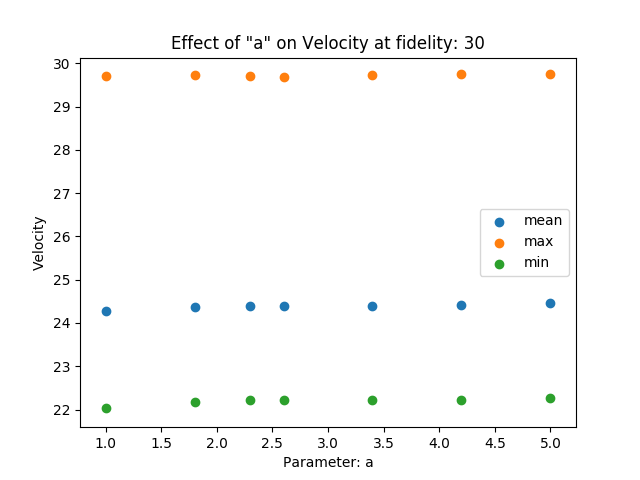 Effect of "a" on Velocity at fidelity: 30
30
29
28
27
26
25
24
23
22
Velocity
mean
max
min
1.0 1.5 2.0 2.5 3.0 3.5 4.0 4.5 5.0
Parameter: a